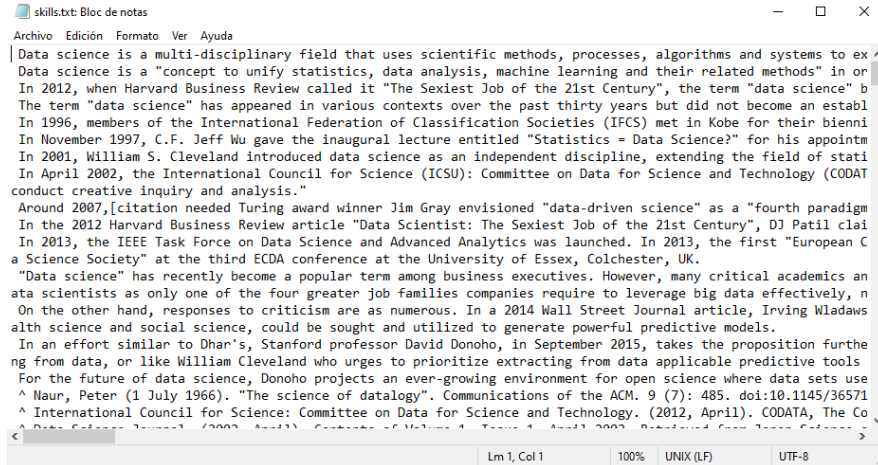 skills.txt: Bloc de notas
Archivo Edición Formato Ver Ayuda
Data science is a multi-disciplinary field that uses scientific methods, processes, algorithms and systems to ex
Data science is a "concept to unify statistics, data analysis, machine learning and their related methods" in or
In 2012, when Harvard Business Review called it "The Sexiest Job of the 21st Century", the term "data science" b
The term "data science" has appeared in various contexts over the past thirty years but did not become an establ
In 1996, members of the International Federation of Classification Societies (IFCS) met in Kobe for their bienni
In November 1997, C.F. Jeff Wu gave the inaugural lecture entitled "Statistics = Data Science?" for his appointm
In 2001, William S. Cleveland introduced data science as an independent discipline, extending the field of stati
In April 2002, the International Council for Science (ICSU): Committee on Data for Science and Technology (CODAT
conduct creative inquiry and analysis."
Around 2007,[citation needed Turing award winner Jim Gray envisioned "data-driven science" as a "fourth paradigm
In the 2012 Harvard Business Review article "Data Scientist: The Sexiest Job of the 21st Century", DJ Patil clai
In 2013, the IEEE Task Force on Data Science and Advanced Analytics was launched. In 2013, the first "European C
a Science Society" at the third ECDA conference at the University of Essex, Colchester, UK.
"Data science" has recently become a popular term among business executives. However, many critical academics an
ata scientists as only one of the four greater job families companies require to leverage big data effectively, n
On the other hand, responses to criticism are as numerous. In a 2014 Wall Street Journal article, Irving Wladaws
alth science and social science, could be sought and utilized to generate powerful predictive models.
In an effort similar to Dhar's, Stanford professor David Donoho, in September 2015, takes the proposition furthe
ng from data, or like William Cleveland who urges to prioritize extracting from data applicable predictive tools
For the future of data science, Donoho projects an ever-growing environment for open science where data sets use
^ Naur, Peter (1 July 1966). "The science of datalogy". Communications of the ACM. 9 (7): 485. doi:10.1145/36571
^ International Council for Science: Committee on Data for Science and Technology. (2012, April). CODATA, The Co
Lm 1, Col 1 100% UNIX (LF) UTF-8